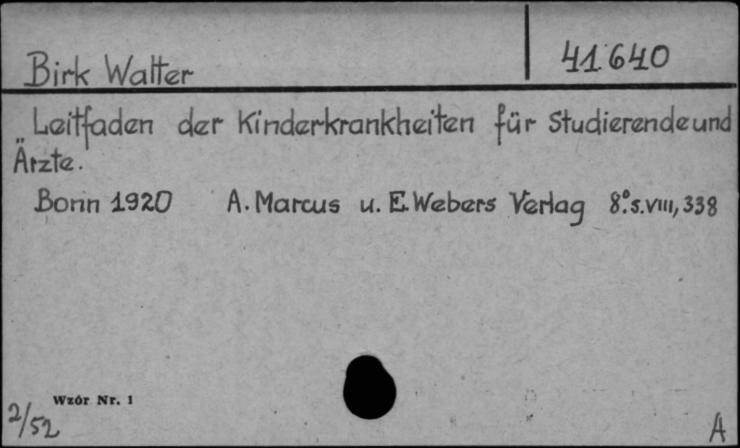 Birk Walter
41.640
Leitfaden der Kinderkrankheiten für Studierende und
Ärzte.
Bonn 1920 A. Marcus u. E. Webers Verlag 8° s. VIII, 338
Wzór Nr. 1
2/52
A